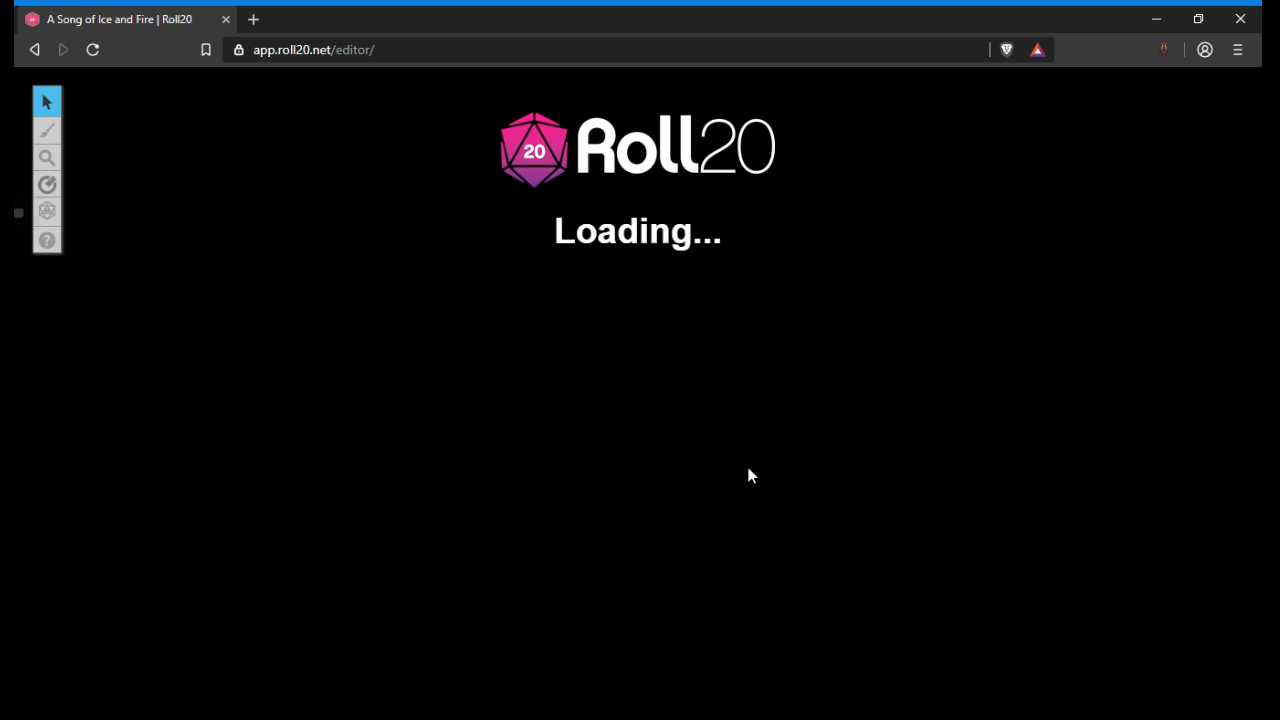 A Song of Ice and Fire | Roll20
app.roll20.net/editor/
20 Roll20
Loading...
?